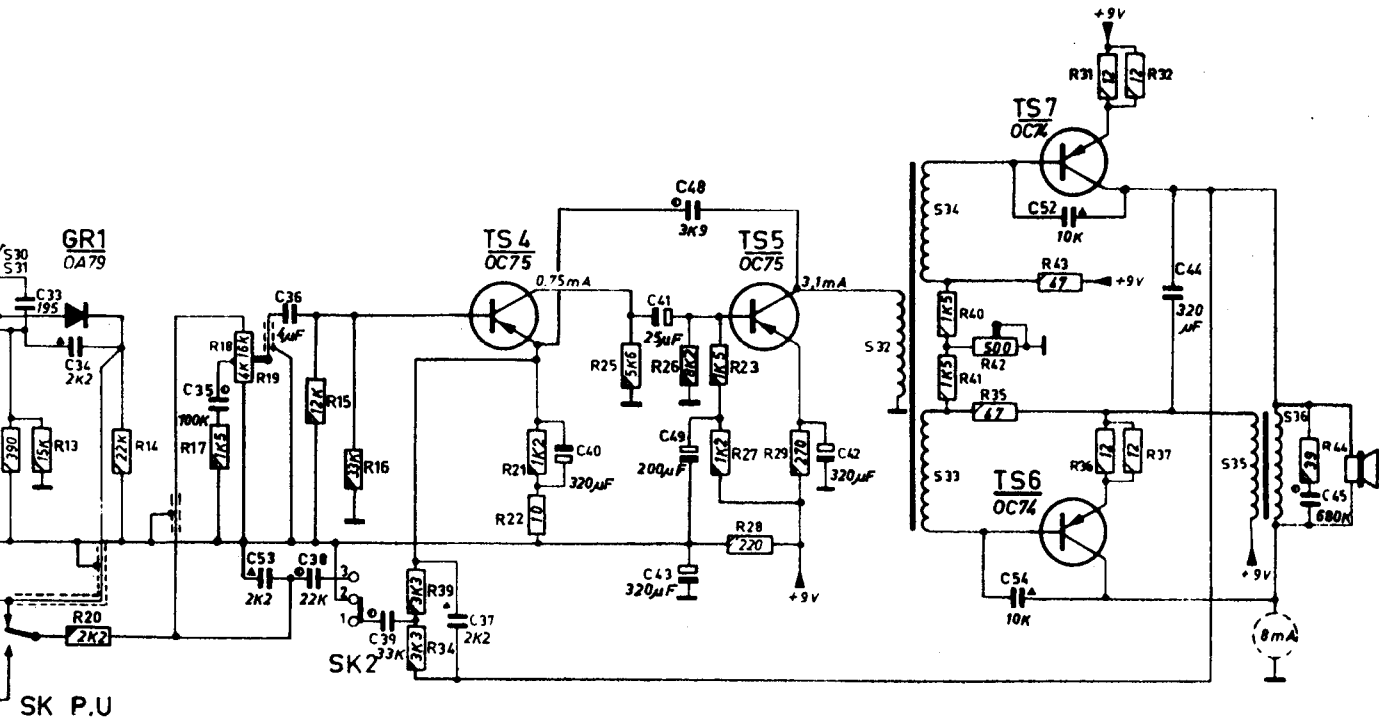 +9V
R31
12
12
R32
TS7
OC74
C48
3K9
C52
10K
S34
GR1
OA79
S30
S31
C33
195
TS4
OC75
0.75mA
TS5
OC75
3,1mA
R43
47
+9V
C44
320
µF
C36
4µF
C41
25µF
1K5
R40
R18
16K
4K
R19
500
R42
S32
C34
2K2
R25
5K6
R26
8K2
1K5
R23
R41
1K5
R35
47
C35
100K
12K
R15
390
15K
R13
22K
R14
R17
1K5
33K
R16
R21
1K2
C40
320µF
C49
200µF
1K2
R27
R29
270
C42
320µF
S33
R36
12
12
R37
S35
S36
39
R44
C45
680K
TS6
OC74
R22
10
R28
220
C53
2K2
C38
22K
3
2
1
3K3
R39
C43
320µF
+9V
C54
10K
+9V
R20
2K2
C39
33K
3K3
R34
C37
2K2
8mA
SK2
SK P.U